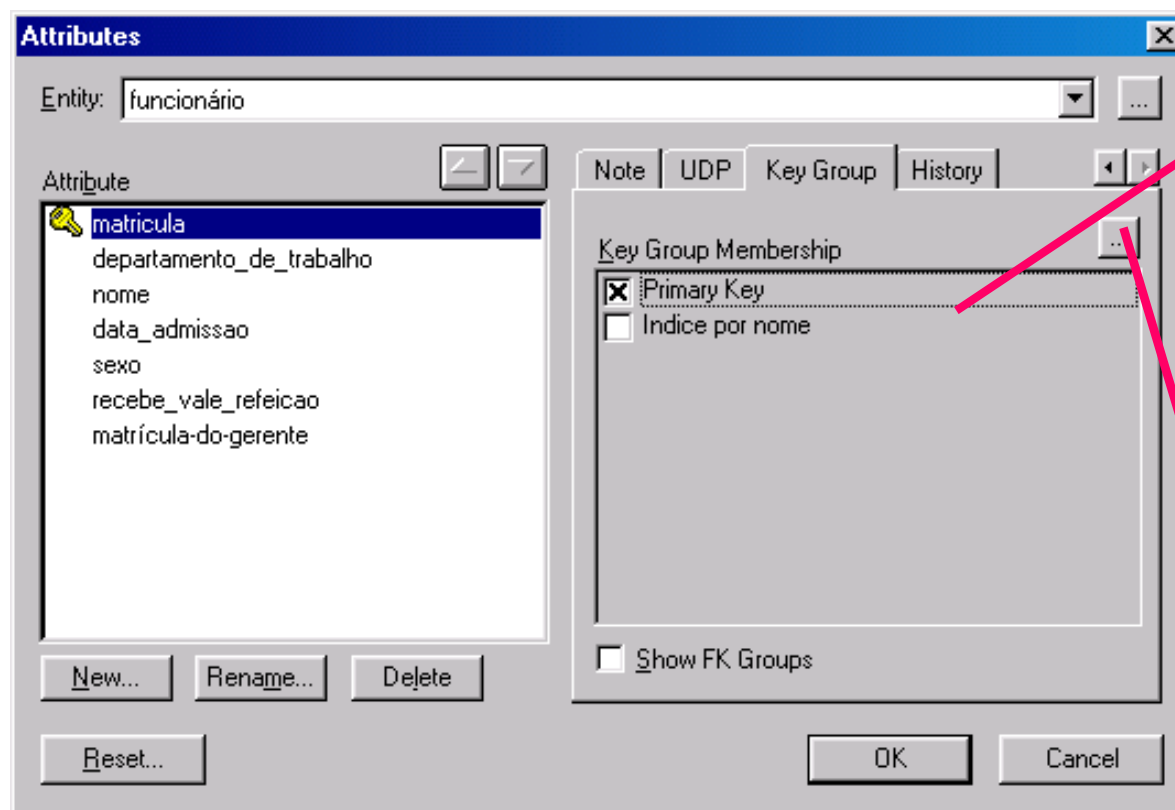 Attributes
Entity: funcionário ...
Attribute
matricula
departamento_de_trabalho
nome
data_admissao
sexo
recebe_vale_refeicao
matrícula-do-gerente
New... Rename... Delete
Note UDP Key Group History
Key Group Membership ...
Primary Key
Indice por nome
Show FK Groups
Reset... OK Cancel